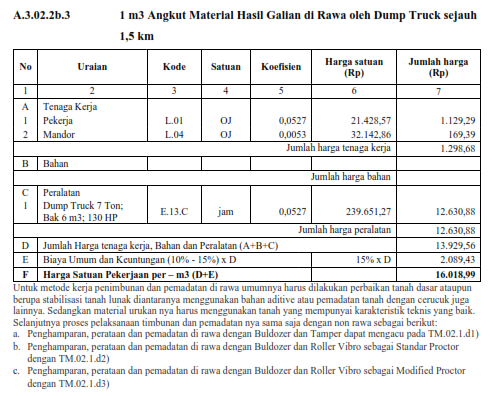 A.3.02.2b.3 1 m3 Angkut Material Hasil Galian di Rawa oleh Dump Truck sejauh
1,5 km
No Uraian Kode Satuan Koefisien Harga satuan (Rp) Jumlah harga (Rp)
1 2 3 4 5 6 7
A Tenaga Kerja
1 Pekerja L.01 OJ 0,0527 21.428,57 1.129,29
2 Mandor L.04 OJ 0,0053 32.142,86 169,39
Jumlah harga tenaga kerja 1.298,68
B Bahan
Jumlah harga bahan
C Peralatan
1 Dump Truck 7 Ton; Bak 6 m3; 130 HP E.13.C jam 0,0527 239.651,27 12.630,88
Jumlah harga peralatan 12.630,88
D Jumlah Harga tenaga kerja, Bahan dan Peralatan (A+B+C) 13.929,56
E Biaya Umum dan Keuntungan (10% - 15%) x D 15% x D 2.089,43
F Harga Satuan Pekerjaan per – m3 (D+E) 16.018,99
Untuk metode kerja penimbunan dan pemadatan di rawa umumnya harus dilakukan perbaikan tanah dasar ataupun
berupa stabilisasi tanah lunak diantaranya menggunakan bahan aditive atau pemadatan tanah dengan cerucuk juga
lainnya. Sedangkan material urukan nya harus menggunakan tanah yang mempunyai karakteristik teknis yang baik.
Selanjutnya proses pelaksanaan timbunan dan pemadatan nya sama saja dengan non rawa sebagai berikut:
a. Penghamparan, perataan dan pemadatan di rawa dengan Buldozer dan Tamper dapat mengacu pada TM.02.1.d1)
b. Penghamparan, perataan dan pemadatan di rawa dengan Buldozer dan Roller Vibro sebagai Standar Proctor
dengan TM.02.1.d2)
c. Penghamparan, perataan dan pemadatan di rawa dengan Buldozer dan Roller Vibro sebagai Modified Proctor
dengan TM.02.1.d3)